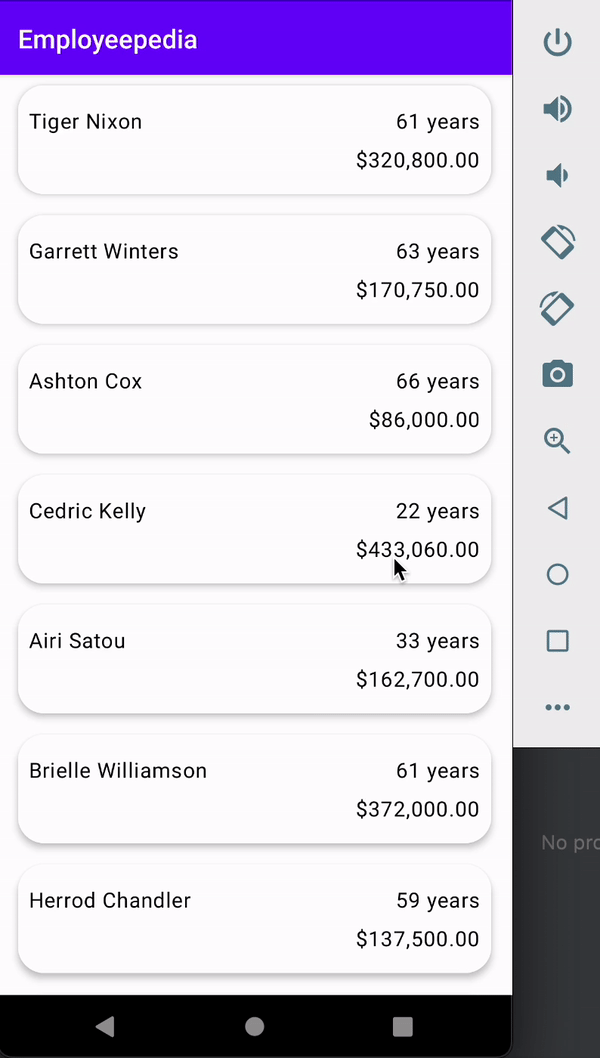 Employeepedia
Tiger Nixon 61 years
$320,800.00
Garrett Winters 63 years
$170,750.00
Ashton Cox 66 years
$86,000.00
Cedric Kelly 22 years
$433,060.00
Airi Satou 33 years
$162,700.00
Brielle Williamson 61 years
$372,000.00
No pro
Herrod Chandler 59 years
$137,500.00